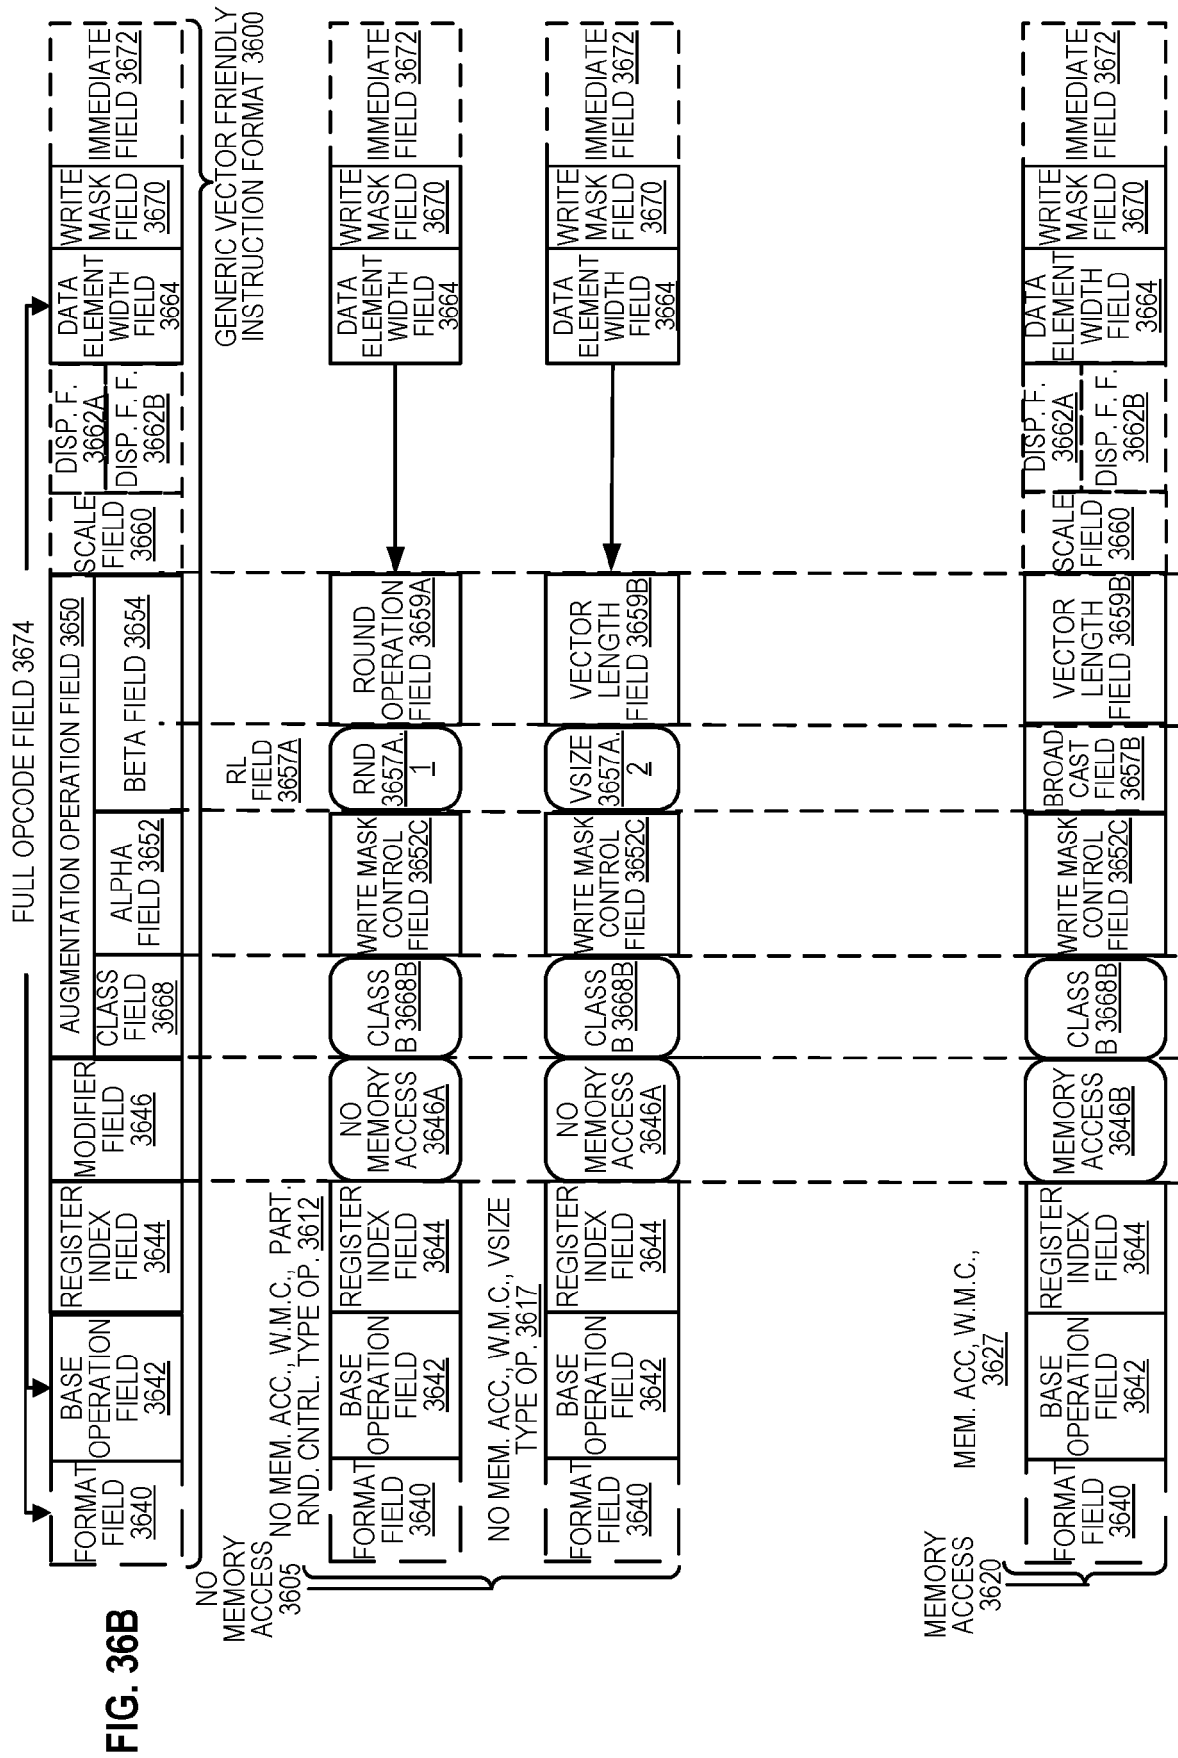 FIG. 36B
FULL OPCODE FIELD 3674
FORMAT
FIELD
3640
BASE
OPERATION
FIELD
3642
REGISTER
INDEX
FIELD
3644
MODIFIER
FIELD
3646
AUGMENTATION OPERATION FIELD 3650
CLASS
FIELD
3668
ALPHA
FIELD 3652
BETA FIELD 3654
SCALE
FIELD
3660
DISP. F.
3662A
DISP. F. F.
3662B
DATA
ELEMENT
WIDTH
FIELD
3664
WRITE
MASK
FIELD
3670
IMMEDIATE
FIELD 3672
GENERIC VECTOR FRIENDLY
INSTRUCTION FORMAT 3600
NO
MEMORY
ACCESS
3605
NO MEM. ACC., W.M.C., PART.
RND. CNTRL. TYPE OP. 3612
RL
FIELD
3657A
FORMAT
FIELD
3640
BASE
OPERATION
FIELD
3642
REGISTER
INDEX
FIELD
3644
NO
MEMORY
ACCESS
3646A
CLASS
B 3668B
WRITE MASK
CONTROL
FIELD 3652C
RND
3657A.
1
ROUND
OPERATION
FIELD 3659A
DATA
ELEMENT
WIDTH
FIELD
3664
WRITE
MASK
FIELD
3670
IMMEDIATE
FIELD 3672
NO MEM. ACC., W.M.C., VSIZE
TYPE OP. 3617
FORMAT
FIELD
3640
BASE
OPERATION
FIELD
3642
REGISTER
INDEX
FIELD
3644
NO
MEMORY
ACCESS
3646A
CLASS
B 3668B
WRITE MASK
CONTROL
FIELD 3652C
VSIZE
3657A.
2
VECTOR
LENGTH
FIELD 3659B
DATA
ELEMENT
WIDTH
FIELD
3664
WRITE
MASK
FIELD
3670
IMMEDIATE
FIELD 3672
MEMORY
ACCESS
3620
MEM. ACC, W.M.C.,
3627
FORMAT
FIELD
3640
BASE
OPERATION
FIELD
3642
REGISTER
INDEX
FIELD
3644
MEMORY
ACCESS
3646B
CLASS
B 3668B
WRITE MASK
CONTROL
FIELD 3652C
BROAD
CAST
FIELD
3657B
VECTOR
LENGTH
FIELD 3659B
SCALE
FIELD
3660
DISP. F.
3662A
DISP. F. F.
3662B
DATA
ELEMENT
WIDTH
FIELD
3664
WRITE
MASK
FIELD
3670
IMMEDIATE
FIELD 3672